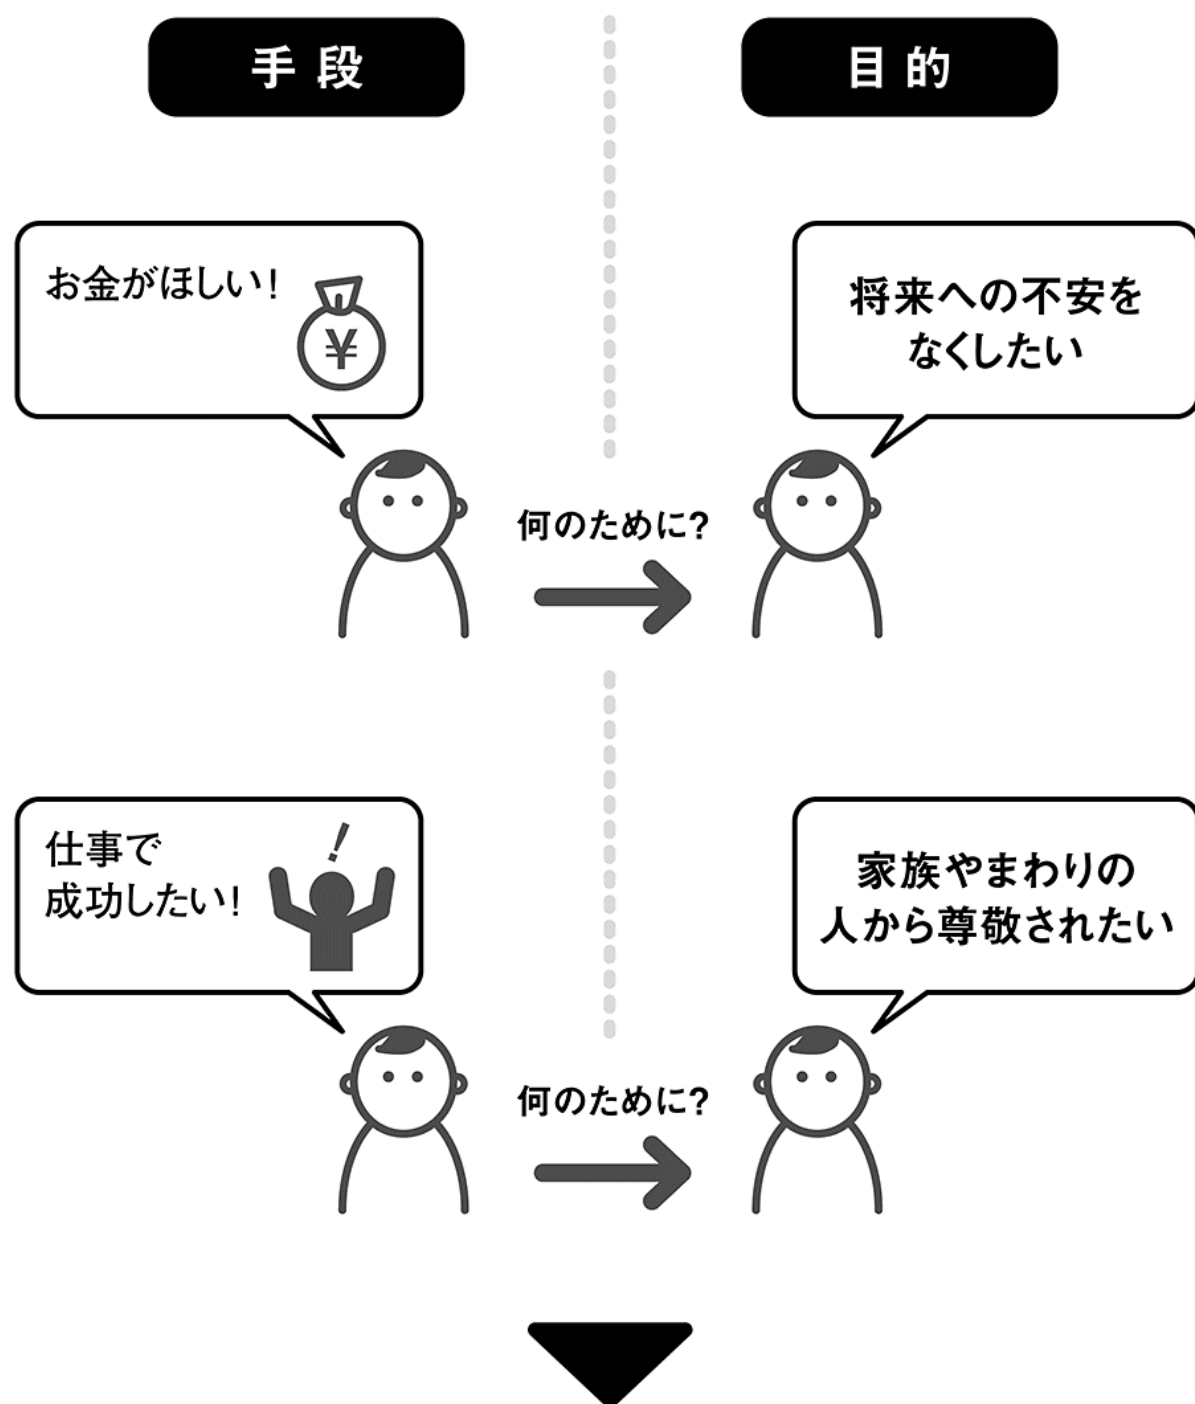 手段
目的
お金がほしい!
¥
将来への不安を
なくしたい
何のために?
仕事で
成功したい!
!
家族やまわりの
人から尊敬されたい
何のために?